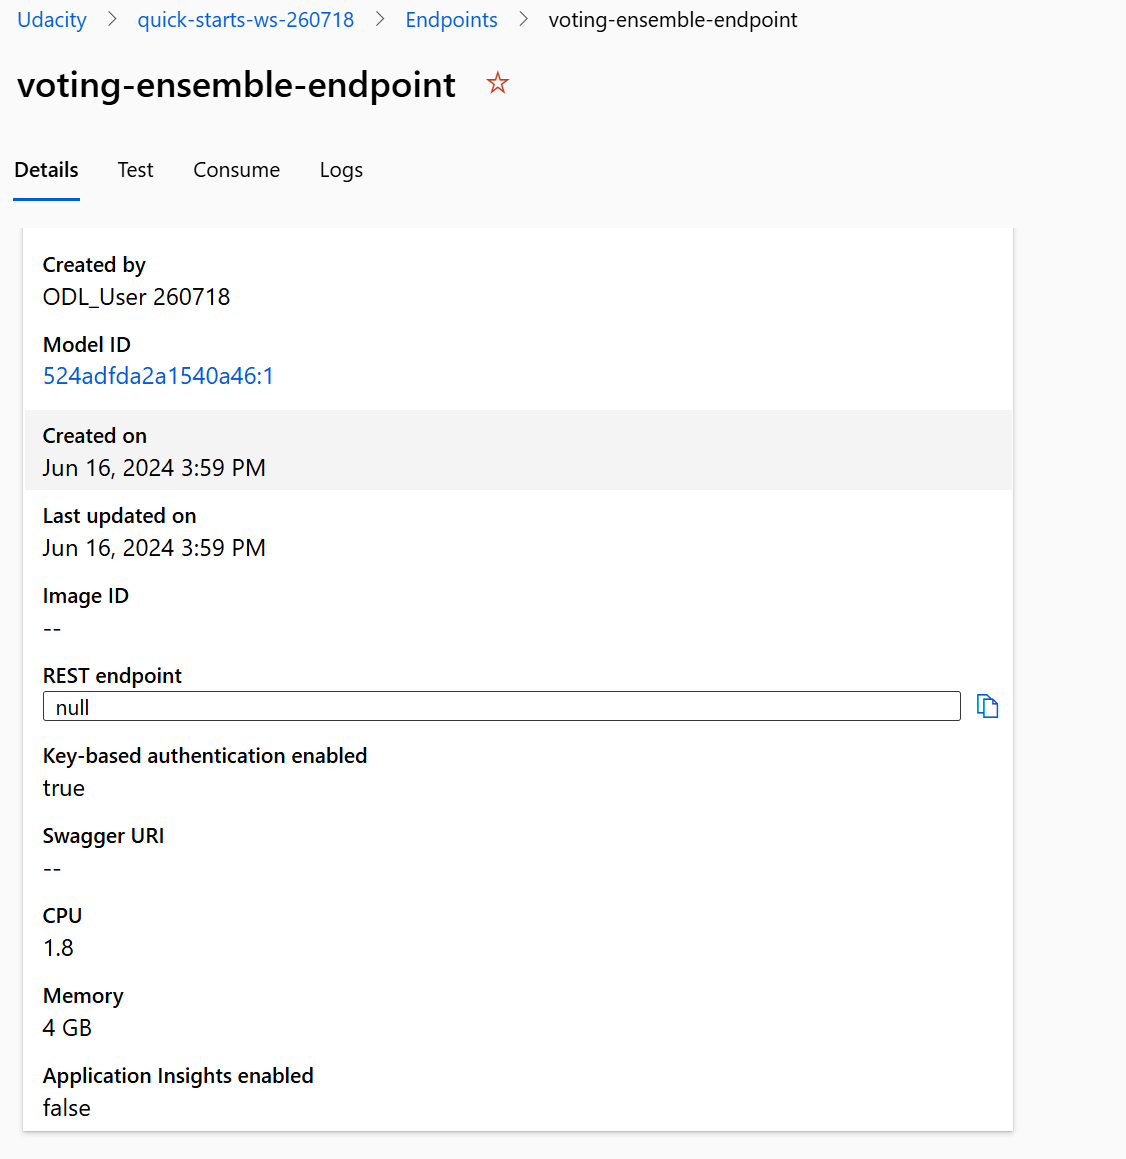 Udacity > quick-starts-ws-260718 > Endpoints > voting-ensemble-endpoint
voting-ensemble-endpoint
Details Test Consume Logs
Created by
ODL_User 260718
Model ID
524adfda2a1540a46:1
Created on
Jun 16, 2024 3:59 PM
Last updated on
Jun 16, 2024 3:59 PM
Image ID
--
REST endpoint
null
Key-based authentication enabled
true
Swagger URI
--
CPU
1.8
Memory
4 GB
Application Insights enabled
false